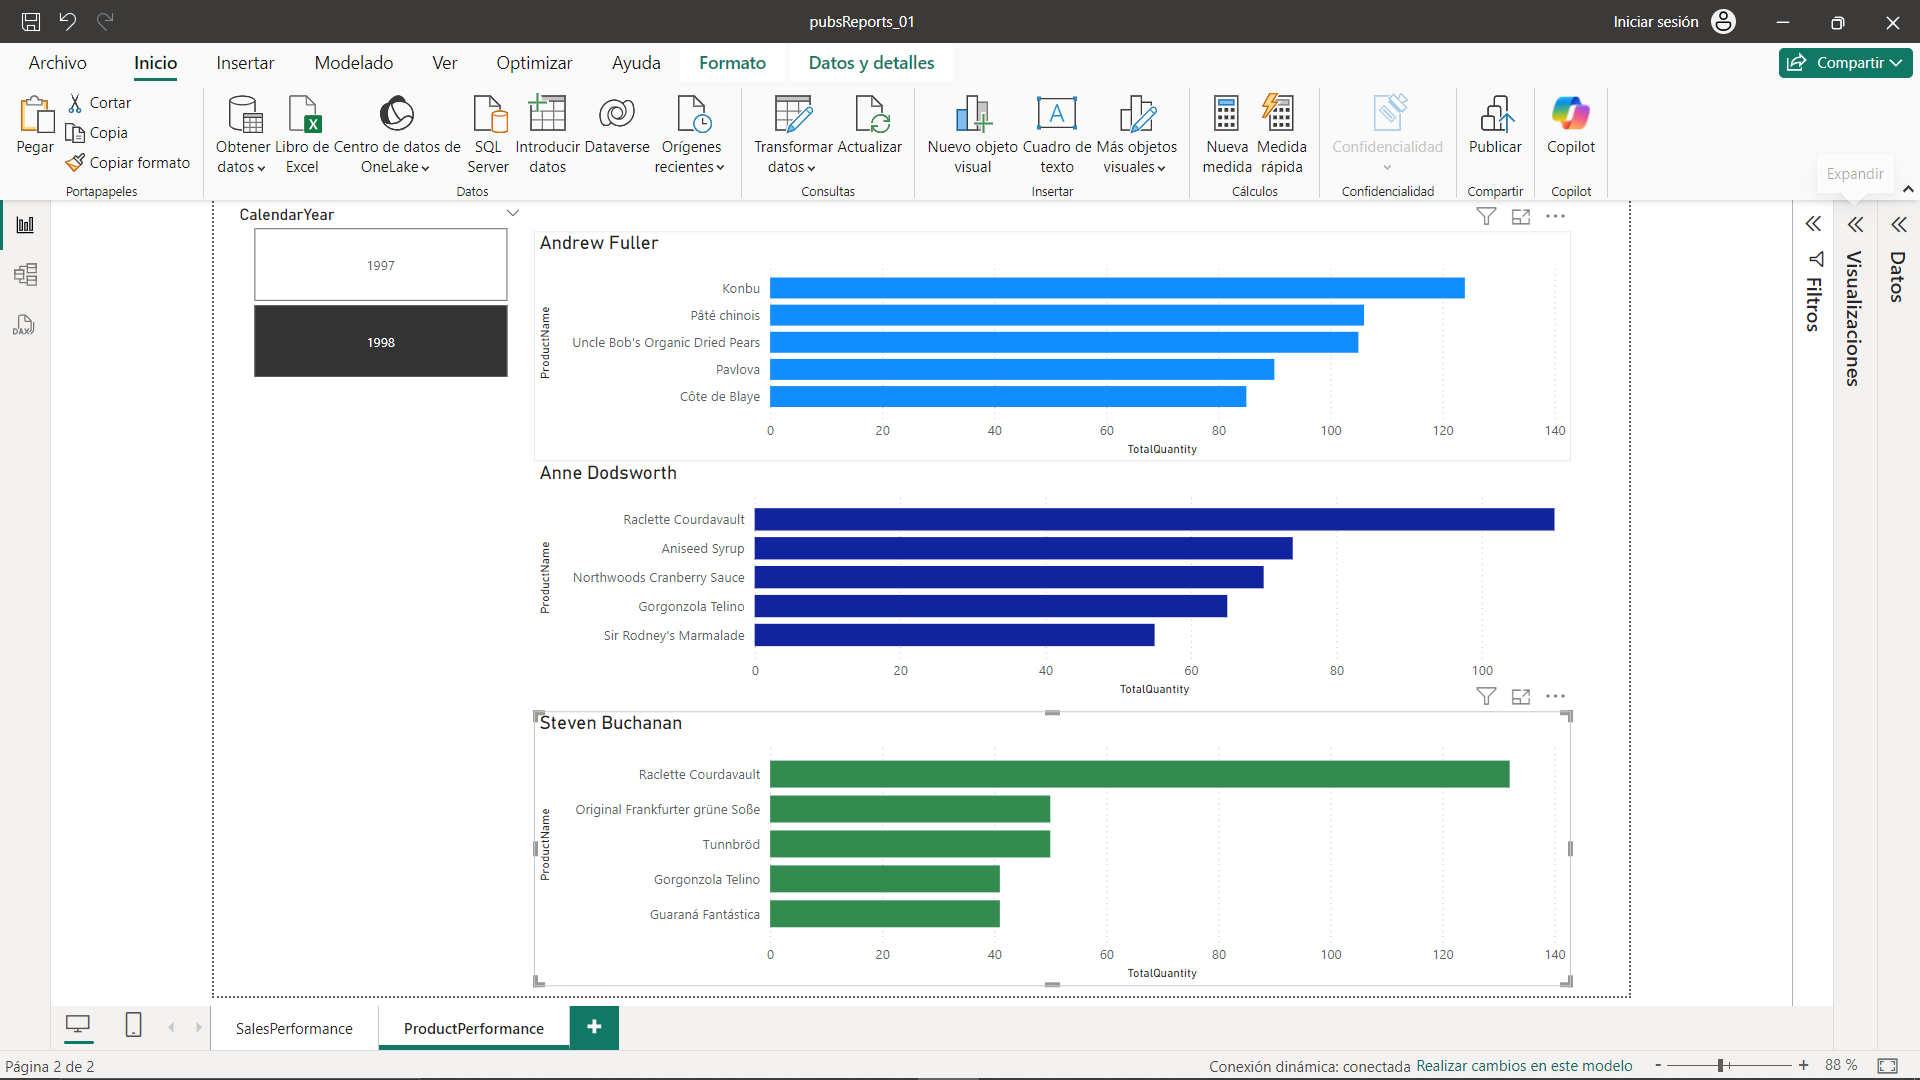 pubsReports_01
Iniciar sesión
Archivo
Inicio
Insertar
Modelado
Ver
Optimizar
Ayuda
Formato
Datos y detalles
Compartir
Pegar
Cortar
Copia
Copiar formato
Portapapeles
Obtener
datos
Libro de
Excel
Centro de datos de
OneLake
SQL
Server
Introducir
datos
Dataverse
Orígenes
recientes
Datos
Transformar
datos
Actualizar
Consultas
Nuevo objeto
visual
Cuadro de
texto
Más objetos
visuales
Insertar
Nueva
medida
Medida
rápida
Cálculos
Confidencialidad
Confidencialidad
Publicar
Compartir
Copilot
Copilot
Expandir
DAX
CalendarYear
1997
1998
Andrew Fuller
ProductName
Konbu
Pâté chinois
Uncle Bob's Organic Dried Pears
Pavlova
Côte de Blaye
0 20 40 60 80 100 120 140
TotalQuantity
Anne Dodsworth
ProductName
Raclette Courdavault
Aniseed Syrup
Northwoods Cranberry Sauce
Gorgonzola Telino
Sir Rodney's Marmalade
0 20 40 60 80 100
TotalQuantity
Steven Buchanan
ProductName
Raclette Courdavault
Original Frankfurter grüne Soße
Tunnbröd
Gorgonzola Telino
Guaraná Fantástica
0 20 40 60 80 100 120 140
TotalQuantity
Filtros
Visualizaciones
Datos
SalesPerformance
ProductPerformance
+
Página 2 de 2
Conexión dinámica: conectada
Realizar cambios en este modelo
- + 88 %